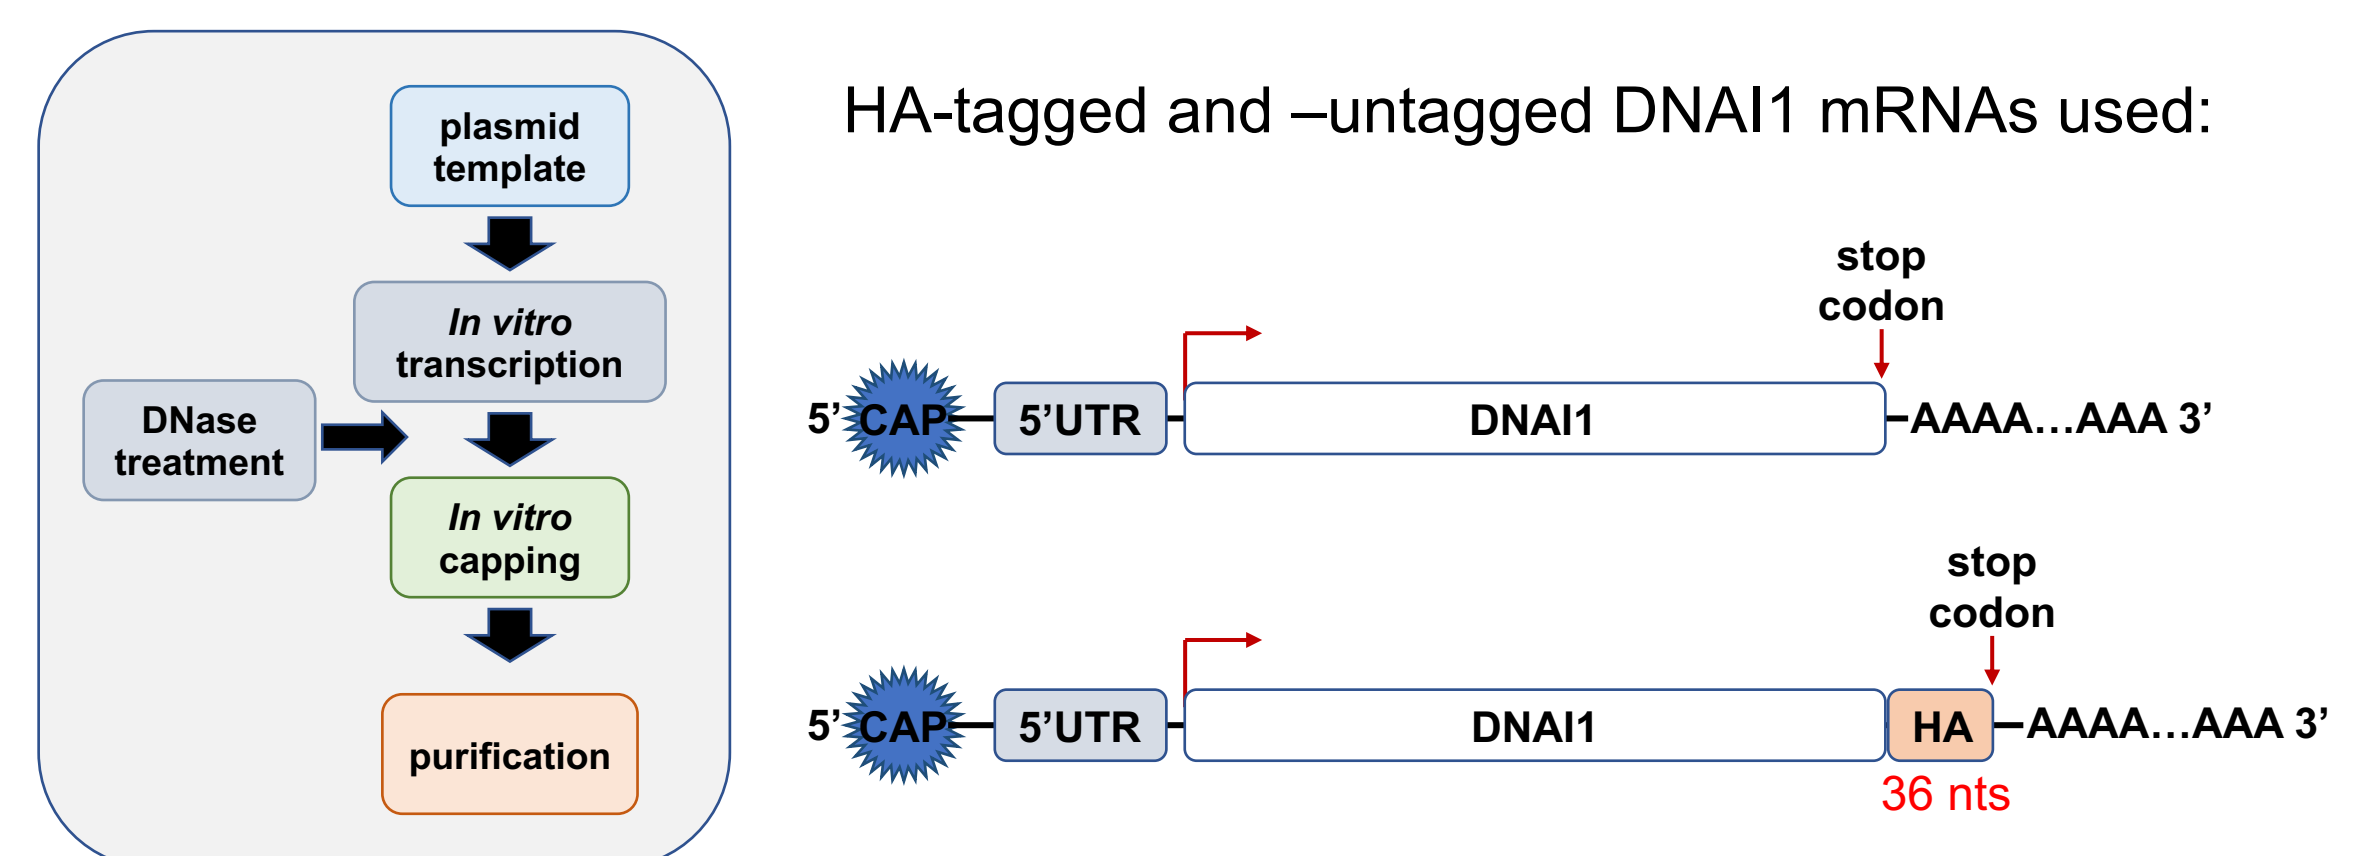 plasmid
template
In vitro
transcription
DNase
treatment
In vitro
capping
purification
HA-tagged and –untagged DNAI1 mRNAs used:
stop
codon
5’ CAP 5’UTR DNAI1 AAAA...AAA 3’
stop
codon
5’ CAP 5’UTR DNAI1 HA AAAA...AAA 3’
36 nts